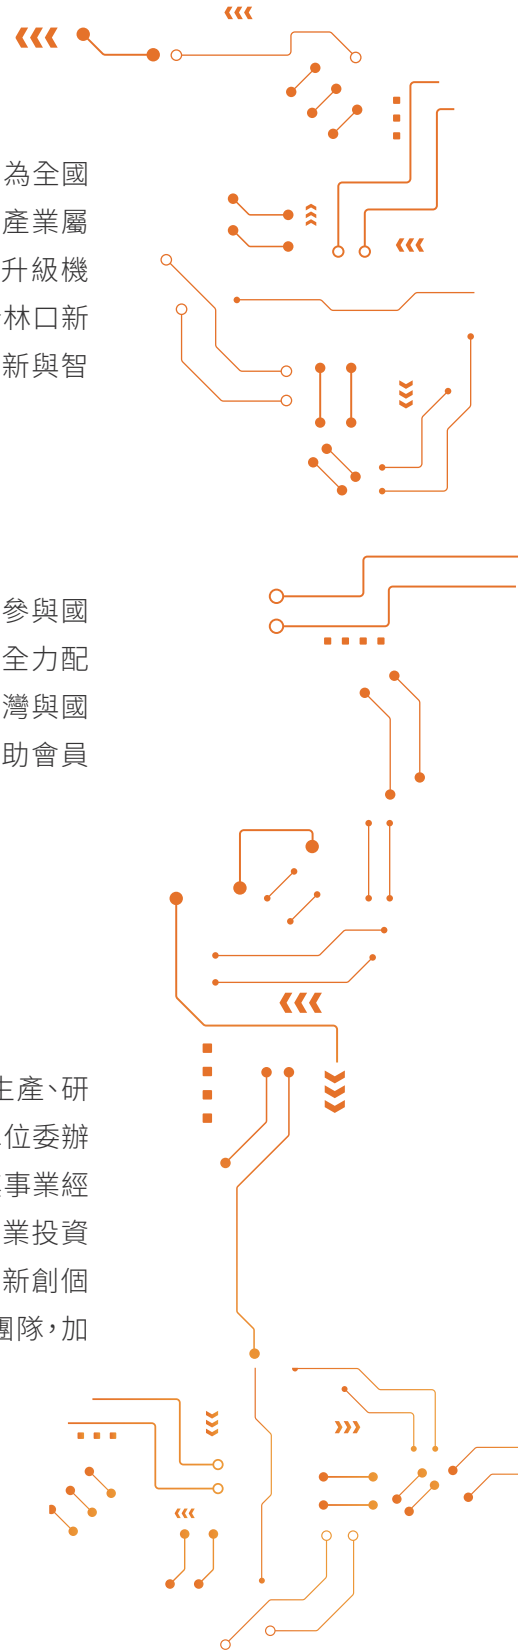 為全國
產業屬
升級機
林口新
新與智
參與國
全力配
灣與國
助會員
生產、研
位委辦
事業經
業投資
新創個
團隊，加